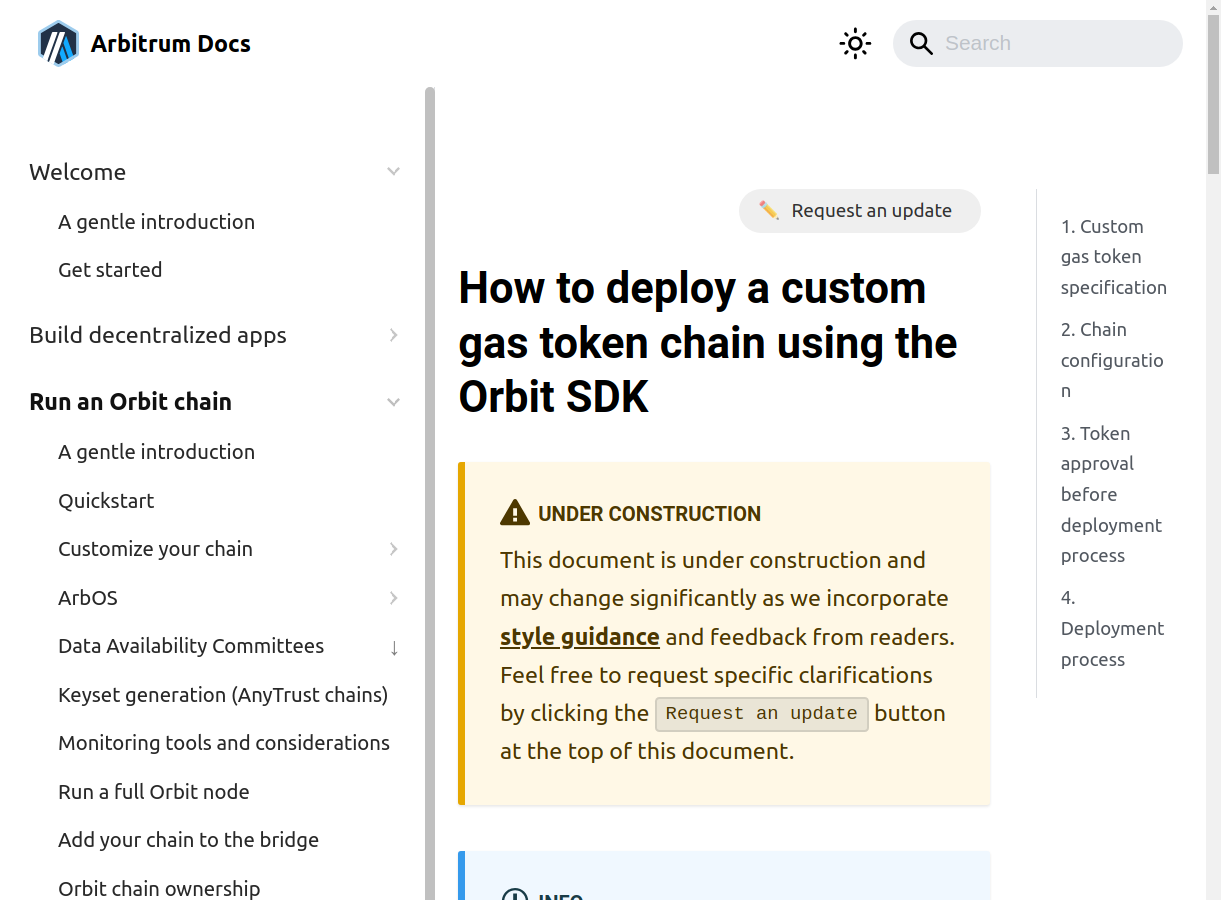 Arbitrum Docs
Search
Welcome
A gentle introduction
Get started
Build decentralized apps
Run an Orbit chain
A gentle introduction
Quickstart
Customize your chain
ArbOS
Data Availability Committees ↓
Keyset generation (AnyTrust chains)
Monitoring tools and considerations
Run a full Orbit node
Add your chain to the bridge
Orbit chain ownership
✏️ Request an update
How to deploy a custom
gas token chain using the
Orbit SDK
UNDER CONSTRUCTION
This document is under construction and
may change significantly as we incorporate
style guidance and feedback from readers.
Feel free to request specific clarifications
by clicking the Request an update button
at the top of this document.
INFO
1. Custom
gas token
specification
2. Chain
configuratio
n
3. Token
approval
before
deployment
process
4.
Deployment
process